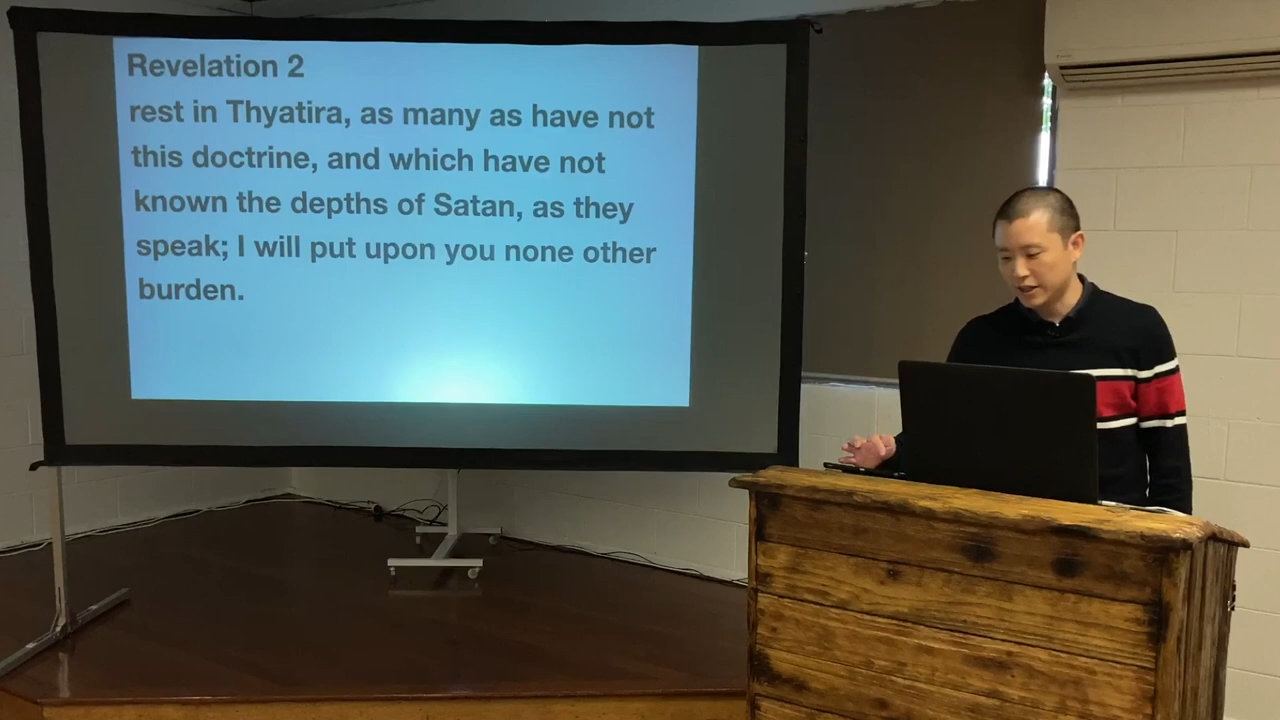 Revelation 2
rest in Thyatira, as many as have not
this doctrine, and which have not
known the depths of Satan, as they
speak; I will put upon you none other
burden.